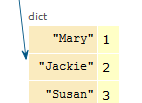 dict
"Mary" 1
"Jackie" 2
"Susan" 3